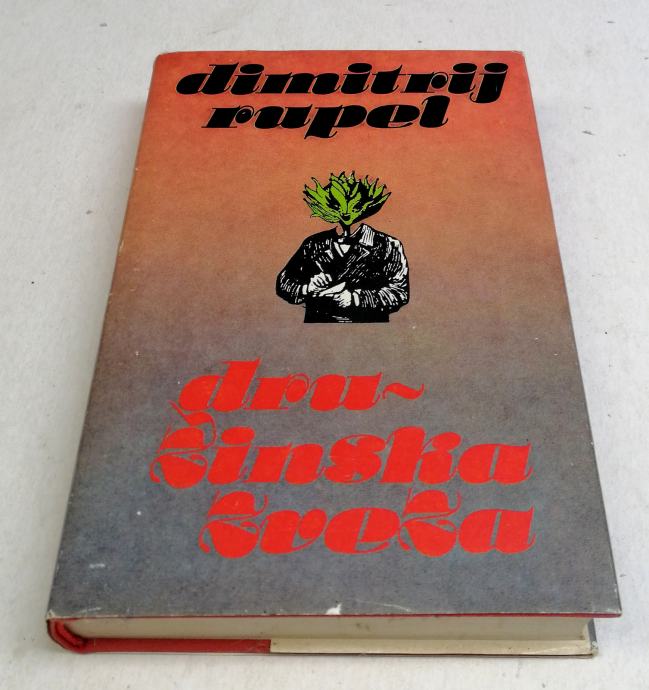 dimitrij
rupel
dru-
žinska
zveza